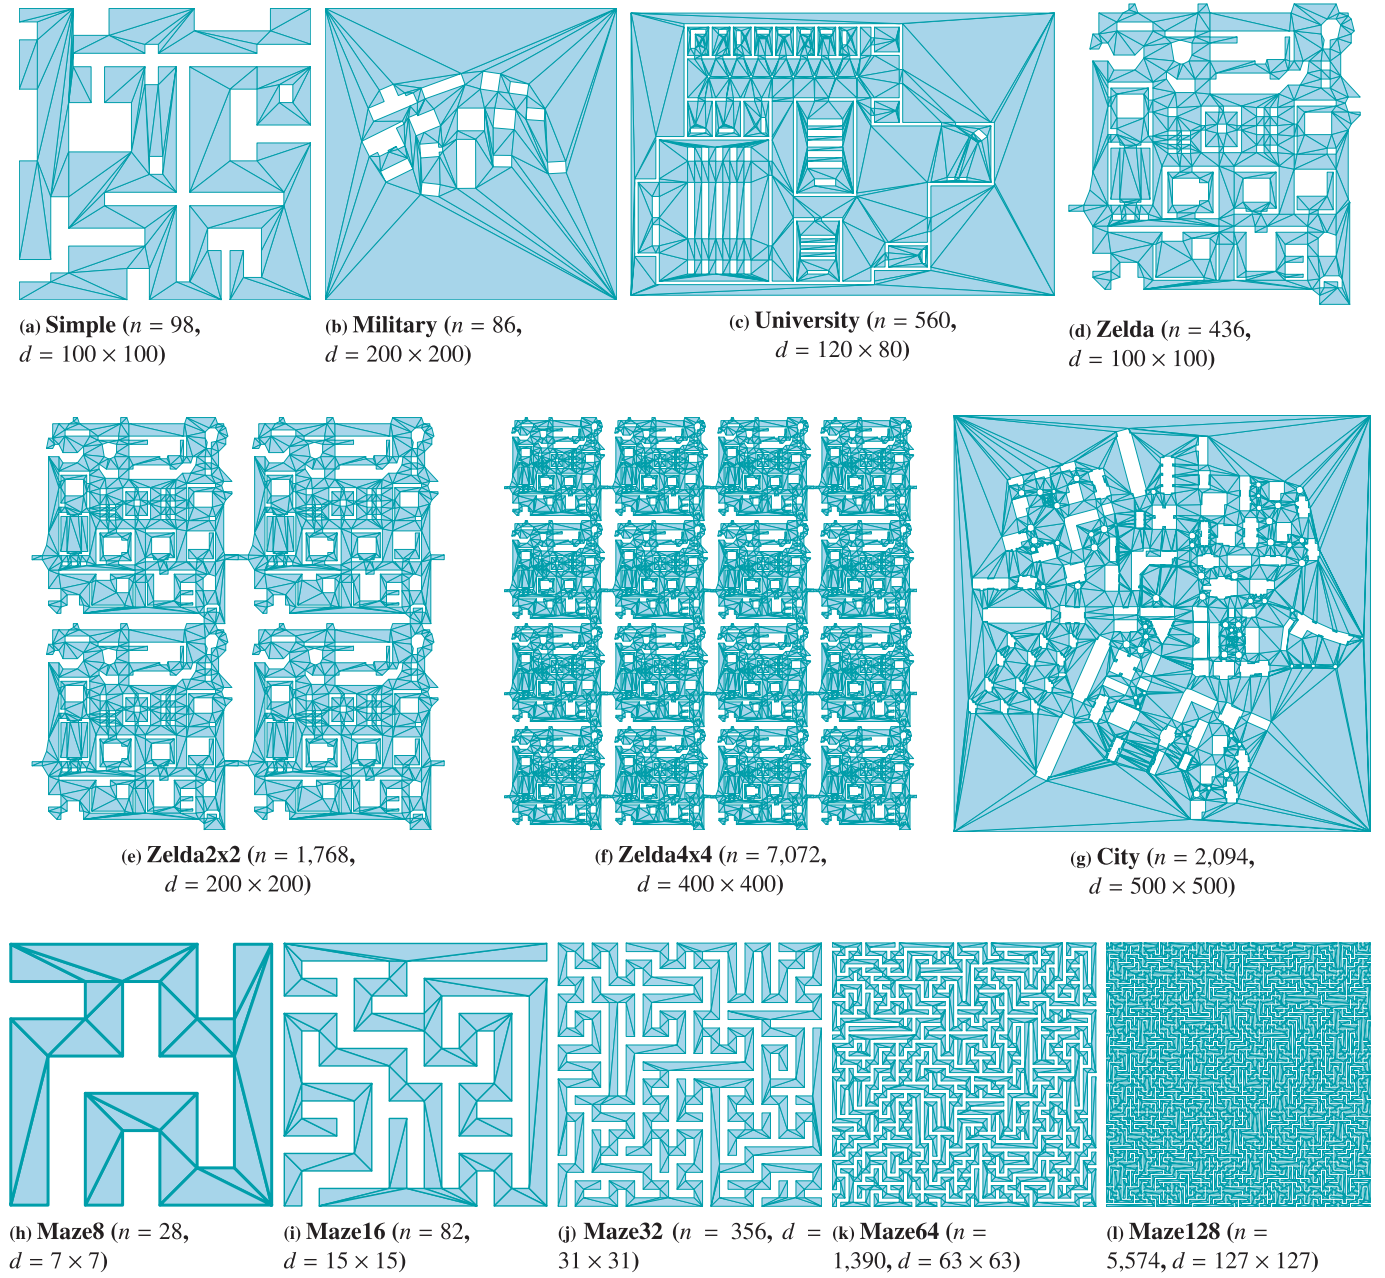 (a) Simple (n = 98,
d = 100 × 100)
(b) Military (n = 86,
d = 200 × 200)
(c) University (n = 560,
d = 120 × 80)
(d) Zelda (n = 436,
d = 100 × 100)
(e) Zelda2x2 (n = 1,768,
d = 200 × 200)
(f) Zelda4x4 (n = 7,072,
d = 400 × 400)
(g) City (n = 2,094,
d = 500 × 500)
(h) Maze8 (n = 28,
d = 7 × 7)
(i) Maze16 (n = 82,
d = 15 × 15)
(j) Maze32 (n = 356, d =
31 × 31)
(k) Maze64 (n =
1,390, d = 63 × 63)
(l) Maze128 (n =
5,574, d = 127 × 127)